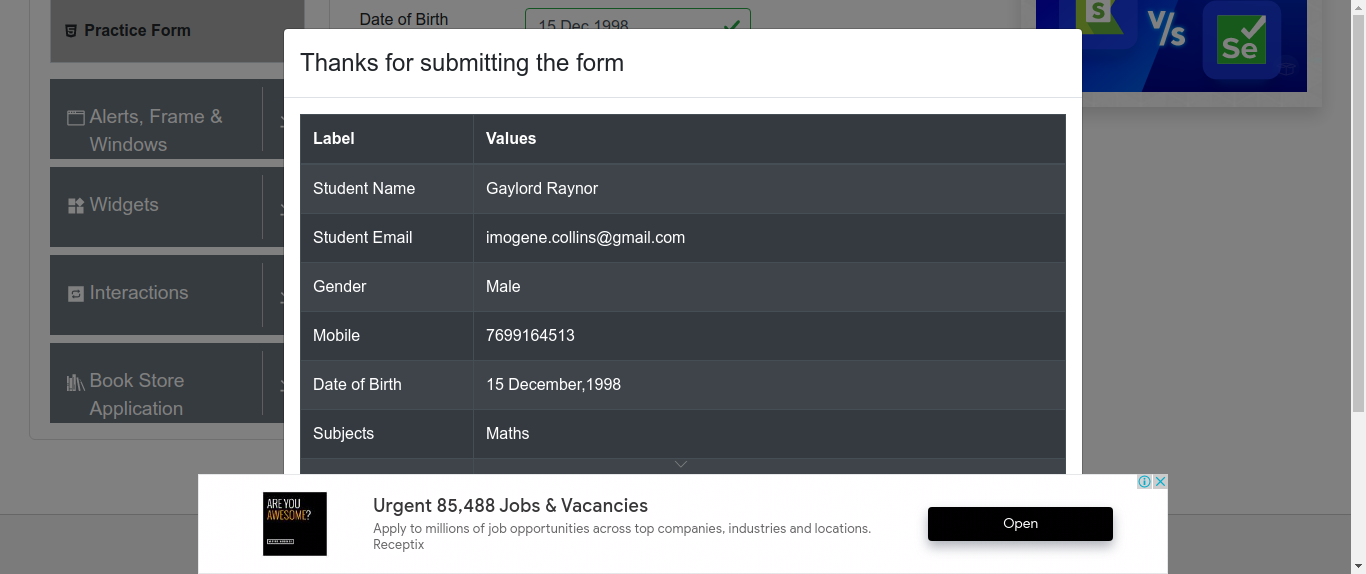 Date of Birth
15 Dec 1998
Practice Form
S
V/s
Se
Thanks for submitting the form
Alerts, Frame &
Windows
Widgets
Interactions
Book Store
Application
Label Values
Student Name Gaylord Raynor
Student Email imogene.collins@gmail.com
Gender Male
Mobile 7699164513
Date of Birth 15 December,1998
Subjects Maths
ARE YOU
AWESOME?
Urgent 85,488 Jobs & Vacancies
Apply to millions of job opportunities across top companies, industries and locations.
Receptix
Open